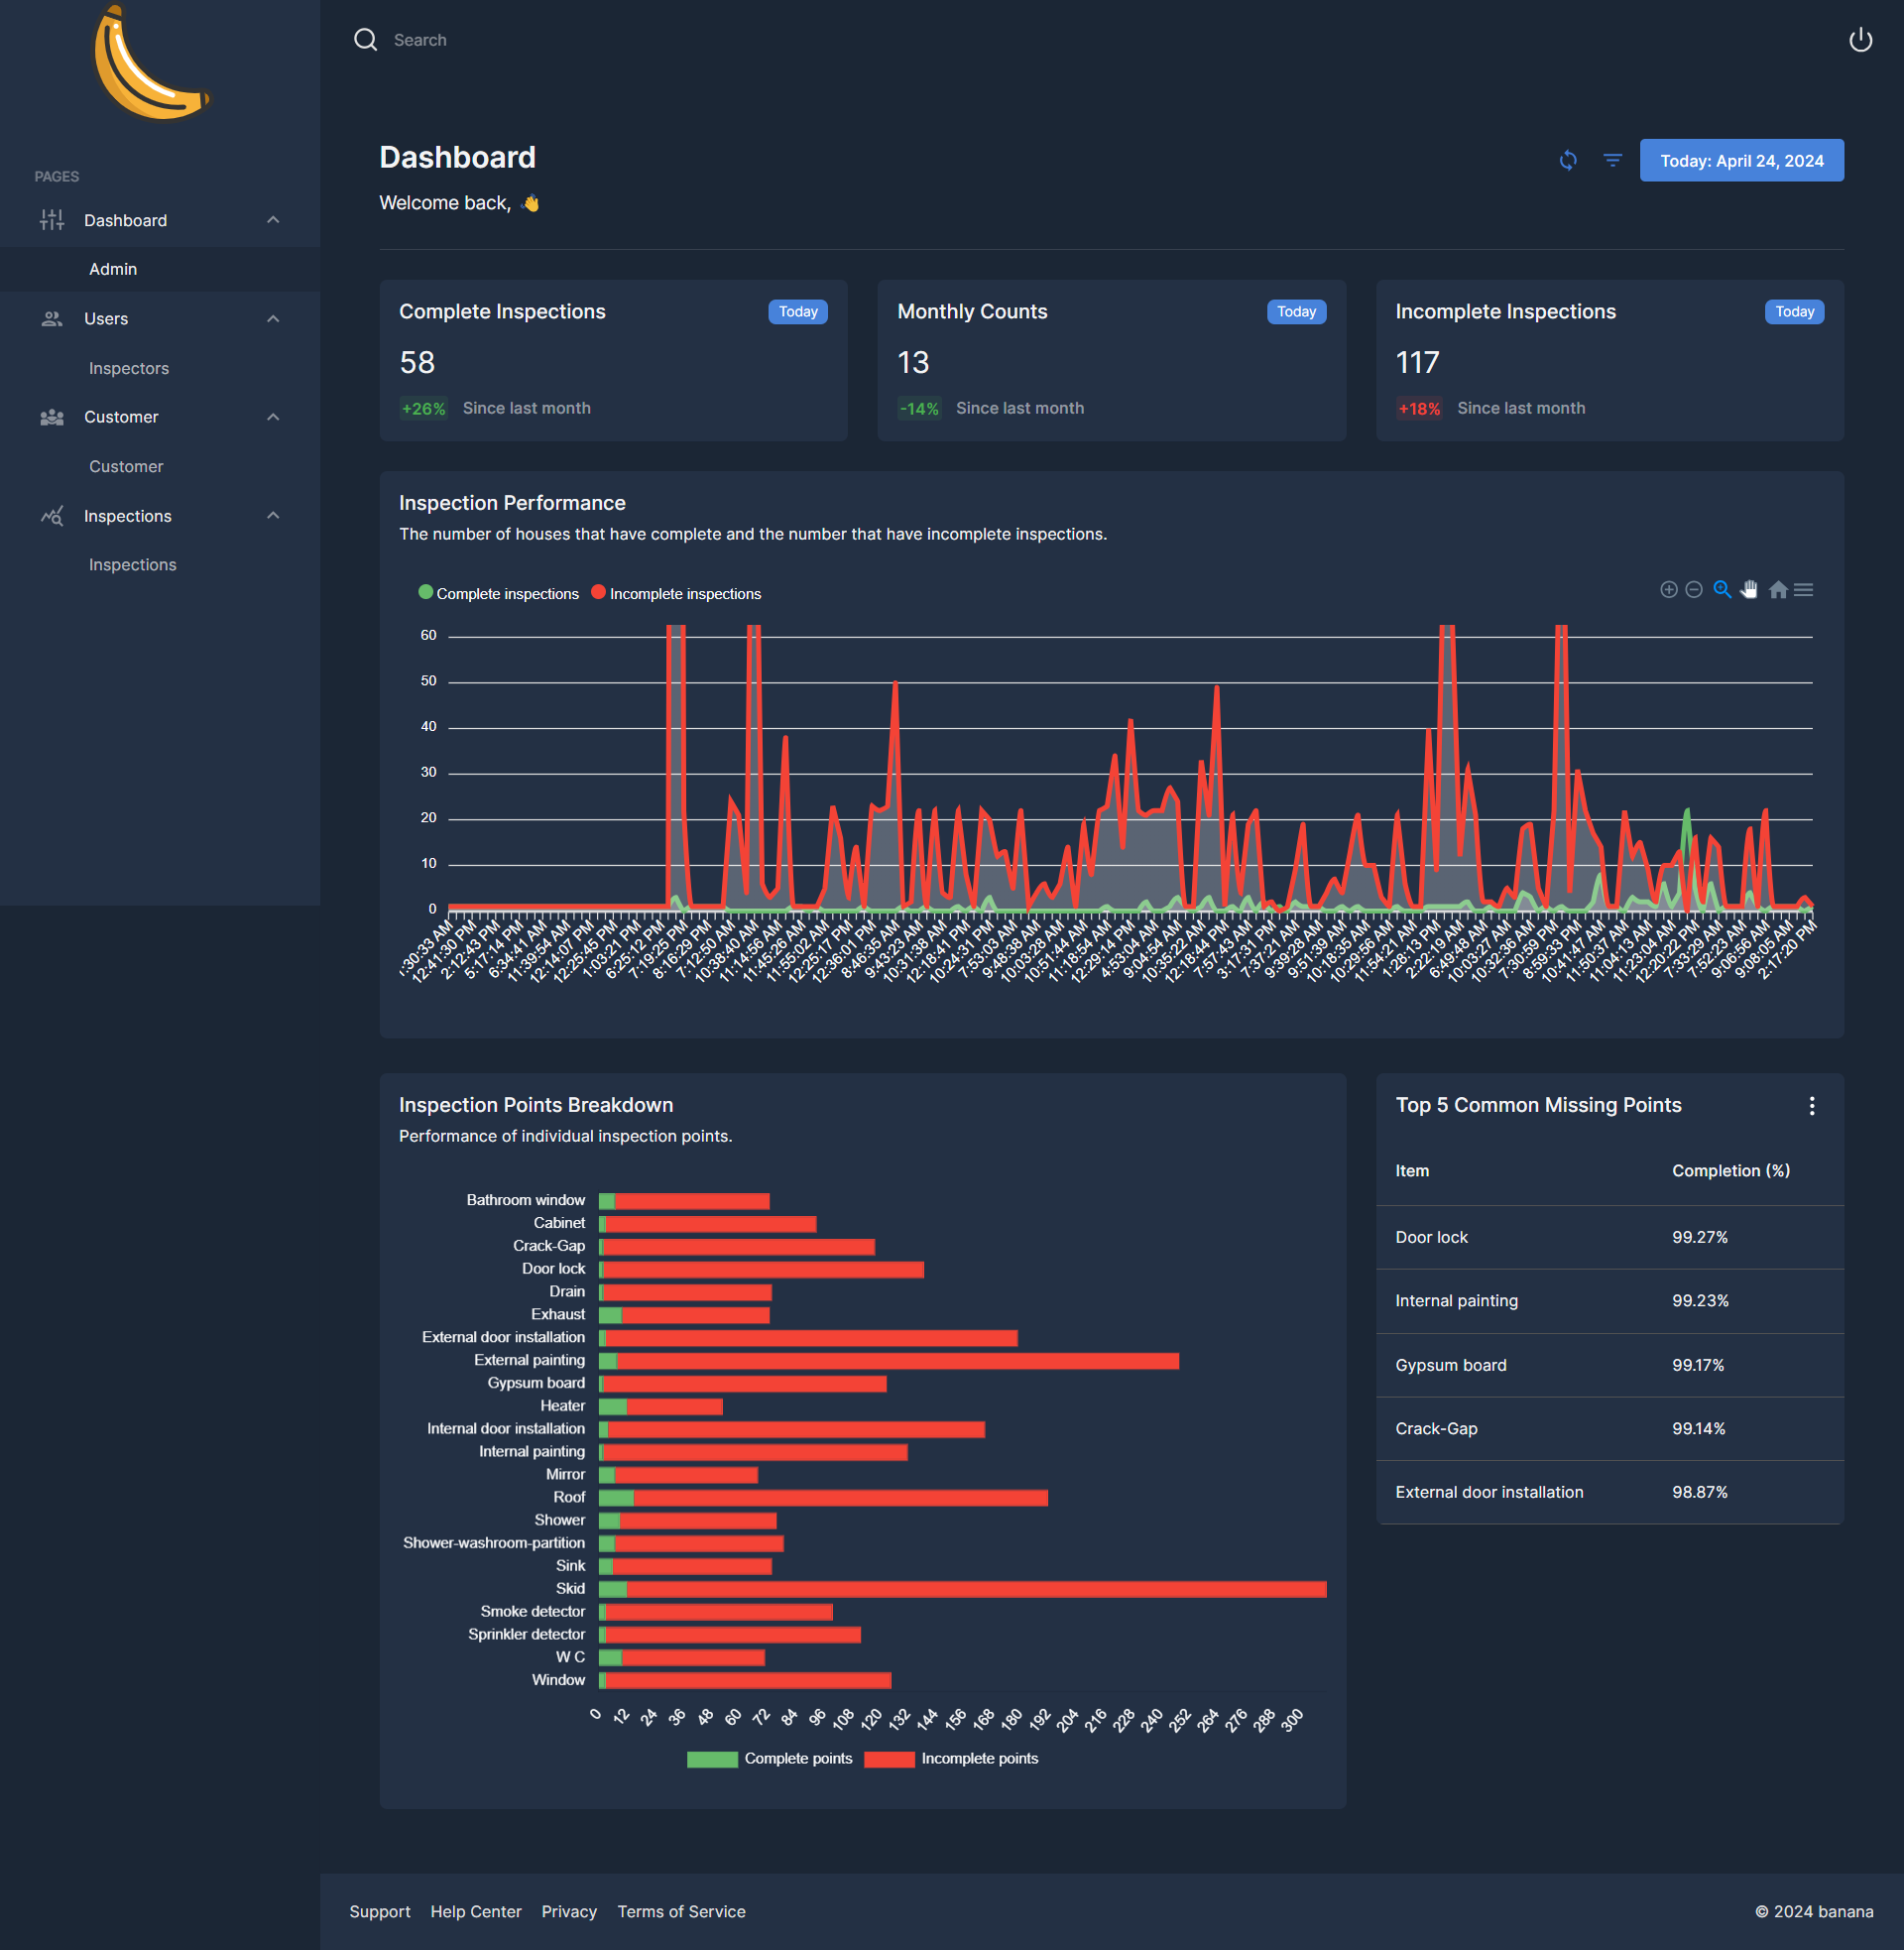 Search
PAGES
Dashboard
Admin
Users
Inspectors
Customer
Customer
Inspections
Inspections
Dashboard
Today: April 24, 2024
Welcome back, 👋
Complete Inspections
Today
58
+26% Since last month
Monthly Counts
Today
13
-14% Since last month
Incomplete Inspections
Today
117
+18% Since last month
Inspection Performance
The number of houses that have complete and the number that have incomplete inspections.
Complete inspections Incomplete inspections
60
50
40
30
20
10
0
:30:33 AM
12:41:30 PM
2:12:43 PM
5:17:14 PM
6:34:41 AM
11:39:54 AM
12:14:07 PM
12:25:45 PM
1:03:21 PM
6:25:12 PM
7:19:25 PM
8:16:29 PM
7:12:50 AM
10:38:40 AM
11:14:56 AM
11:45:26 AM
11:55:02 AM
12:25:17 PM
12:36:01 PM
8:46:35 AM
9:43:23 AM
10:31:38 AM
12:18:41 PM
10:24:31 PM
7:53:03 AM
9:48:38 AM
10:03:28 AM
10:51:44 AM
11:18:54 AM
12:29:14 PM
4:53:04 AM
9:04:54 AM
10:35:22 AM
12:18:44 PM
7:57:43 AM
3:17:31 PM
7:37:21 AM
9:39:28 AM
9:51:39 AM
10:18:35 AM
10:29:56 AM
11:54:21 AM
1:28:13 PM
2:22:19 AM
6:49:48 AM
10:03:27 AM
10:32:36 AM
7:30:59 PM
8:59:33 PM
10:41:47 AM
11:50:37 AM
11:04:13 AM
11:23:04 AM
12:20:22 PM
7:33:29 AM
7:52:23 AM
9:06:56 AM
9:08:05 AM
2:17:20 PM
Inspection Points Breakdown
Performance of individual inspection points.
Bathroom window
Cabinet
Crack-Gap
Door lock
Drain
Exhaust
External door installation
External painting
Gypsum board
Heater
Internal door installation
Internal painting
Mirror
Roof
Shower
Shower-washroom-partition
Sink
Skid
Smoke detector
Sprinkler detector
W C
Window
0 12 24 36 48 60 72 84 96 108 120 132 144 156 168 180 192 204 216 228 240 252 264 276 288 300
Complete points Incomplete points
Top 5 Common Missing Points
Item Completion (%)
Door lock 99.27%
Internal painting 99.23%
Gypsum board 99.17%
Crack-Gap 99.14%
External door installation 98.87%
Support Help Center Privacy Terms of Service
© 2024 banana